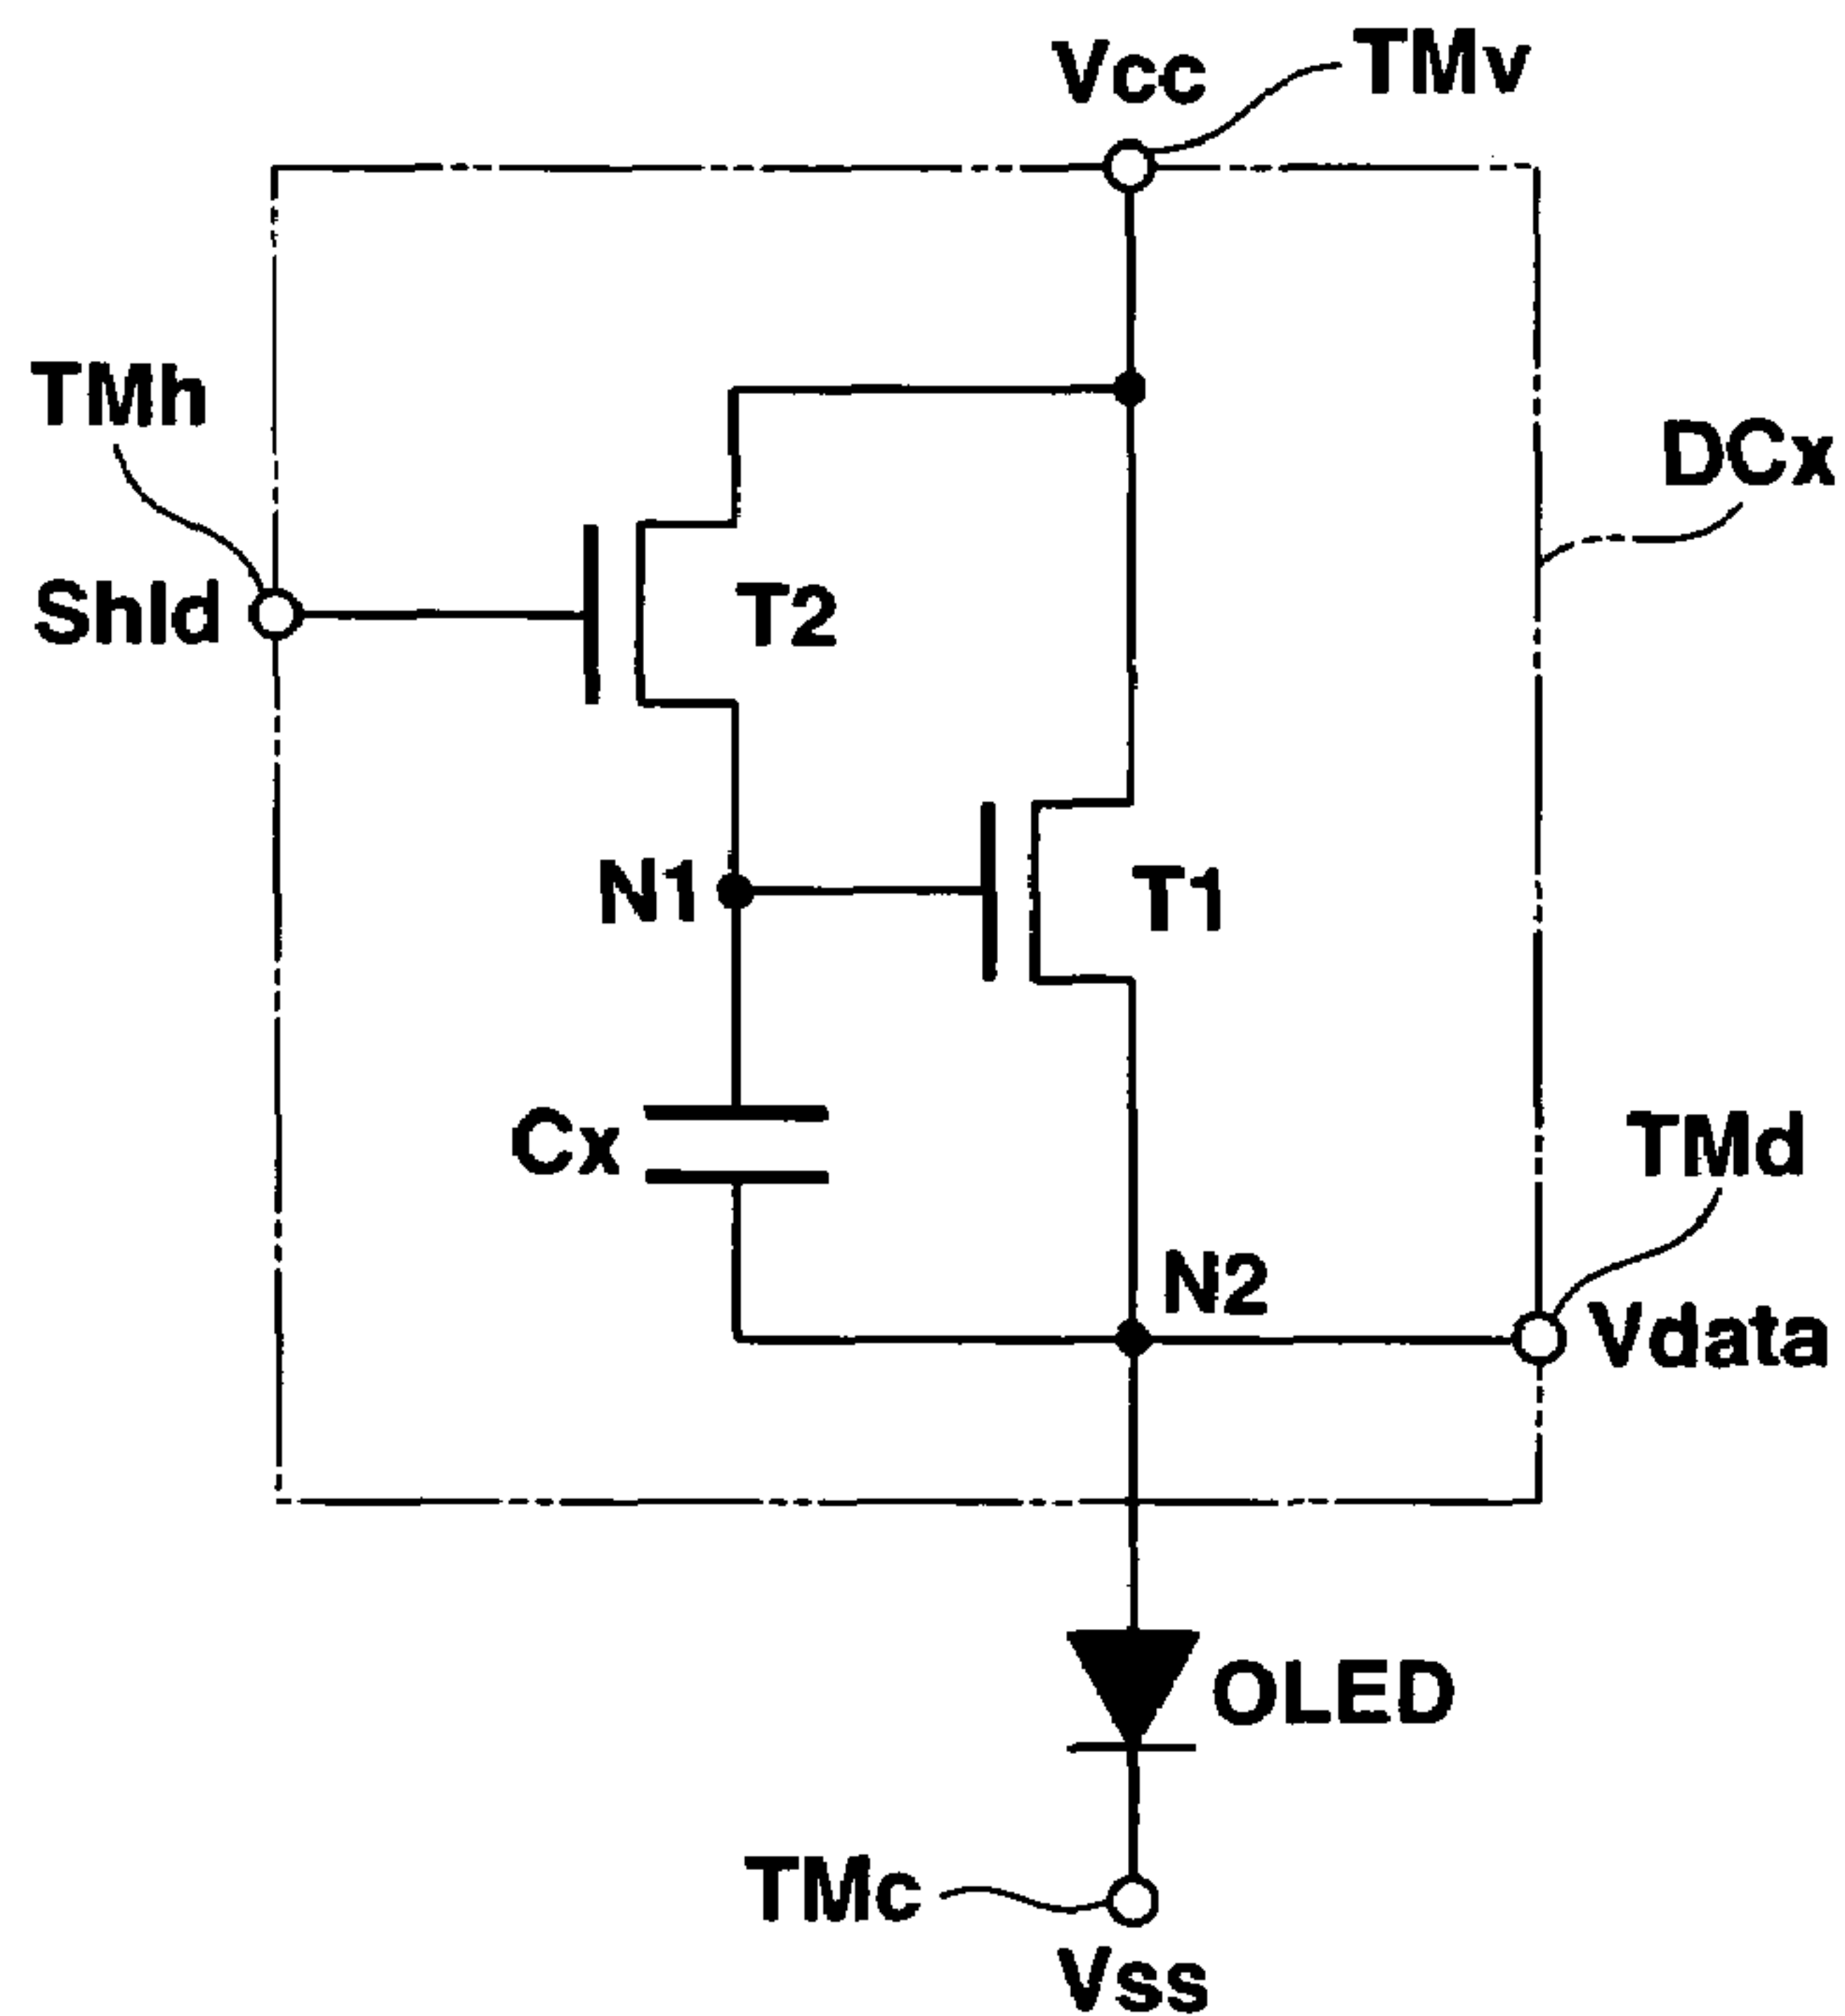 Vcc
TMv
TMh
DCx
Shld
T2
N1
T1
Cx
TMd
N2
Vdata
OLED
TMc
Vss